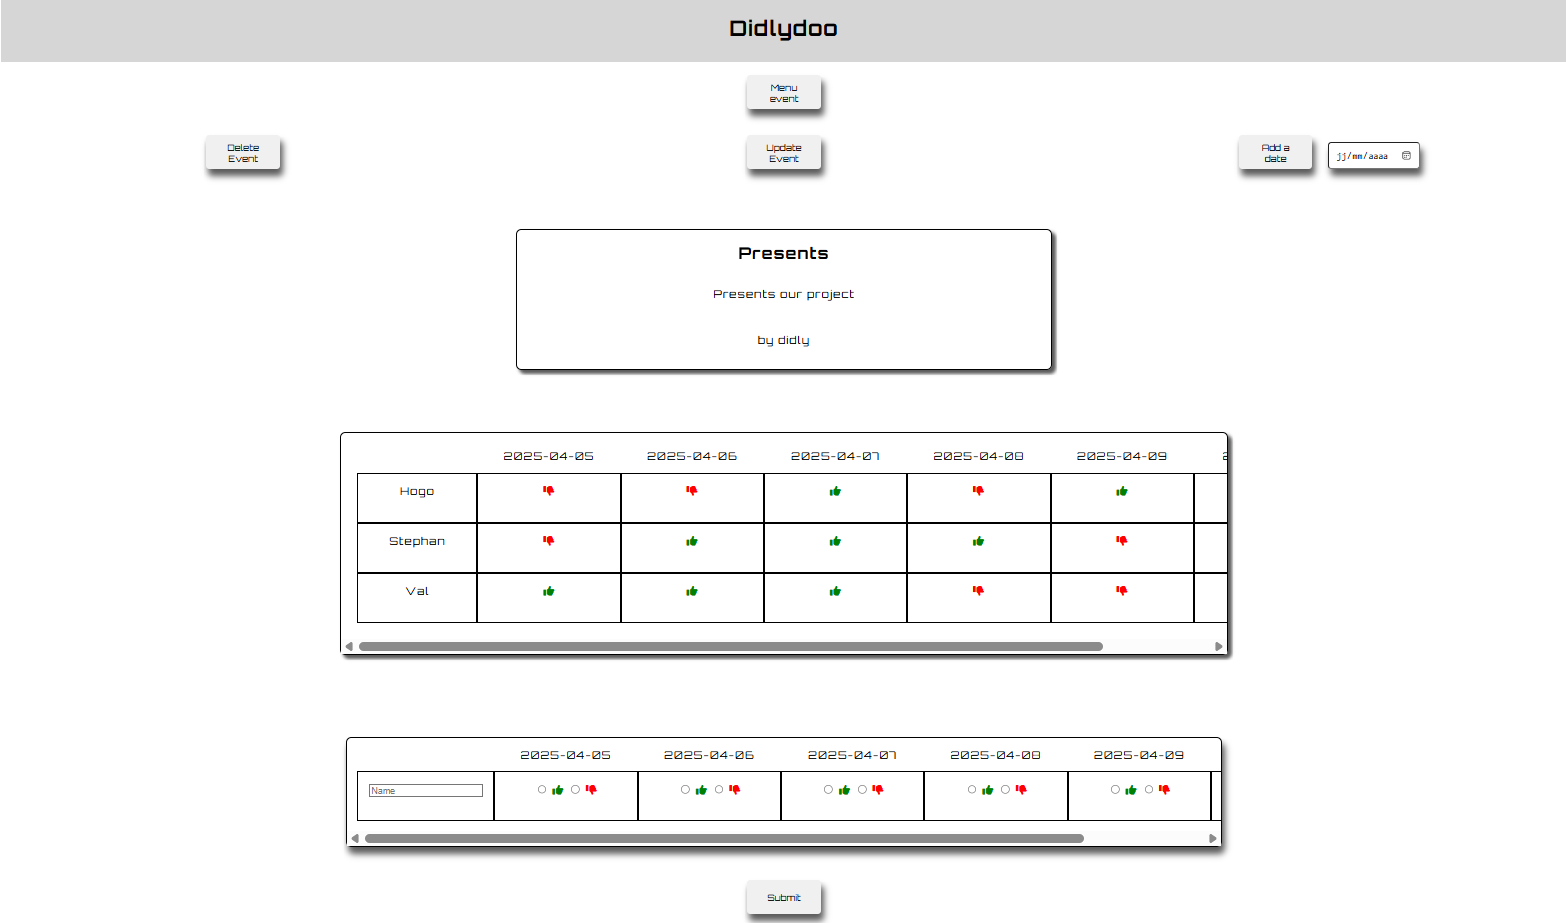 Didlydoo
Menu
event
Delete
Event
Update
Event
Add a
date
jj/mm/aaaa
Presents
Presents our project
by didly
2025-04-05 2025-04-06 2025-04-07 2025-04-08 2025-04-09
Hogo
Stephan
Val
2025-04-05 2025-04-06 2025-04-07 2025-04-08 2025-04-09
Name
Submit